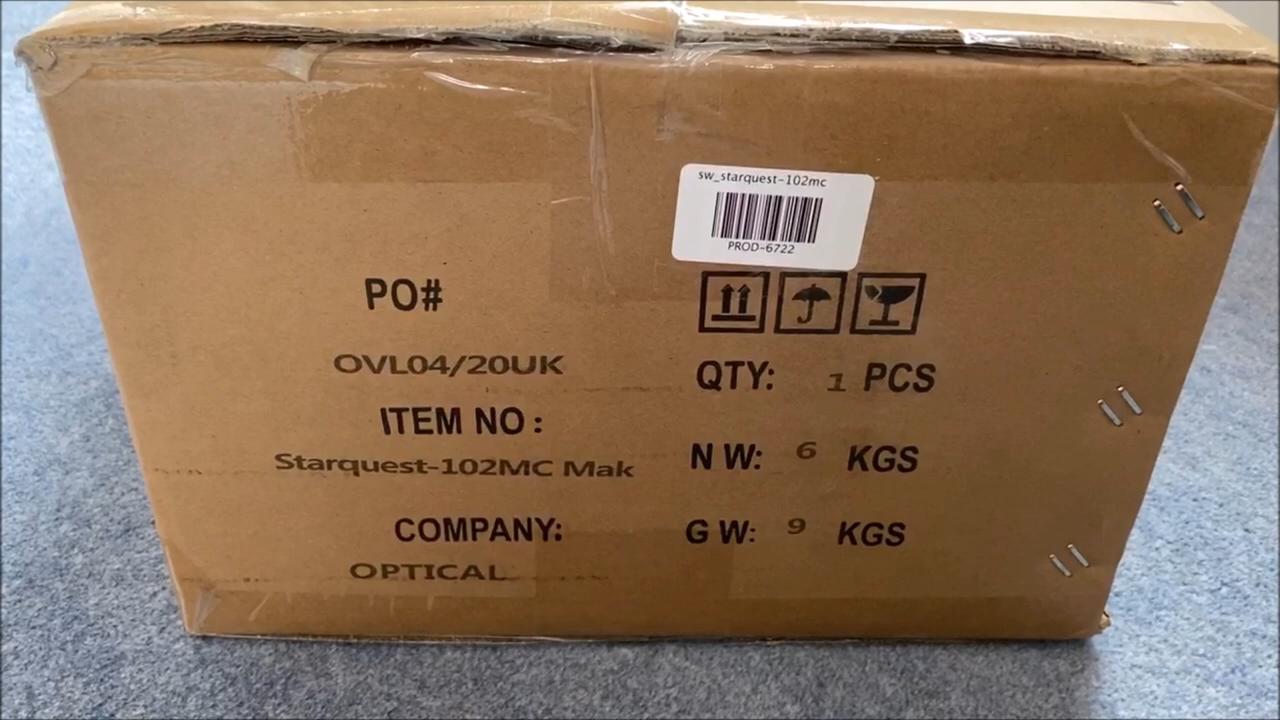 sw_starquest-102mc
PROD-6722
PO#
OVL04/20UK
ITEM NO:
Starquest-102MC Mak
COMPANY:
OPTICAL
QTY: 1 PCS
N W: 6 KGS
G W: 9 KGS